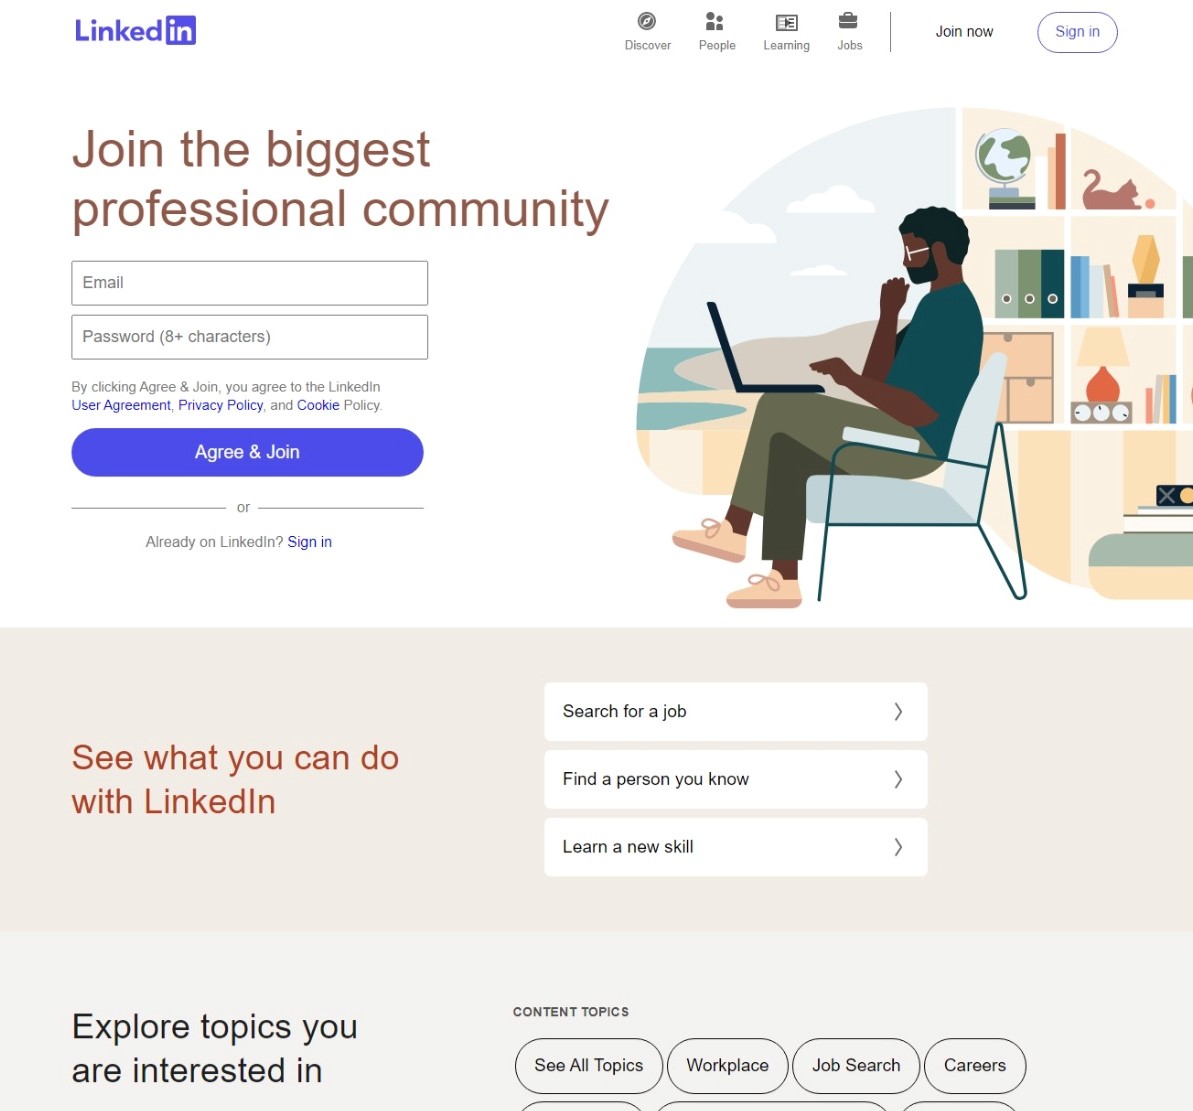 LinkedIn
Discover
People
Learning
Jobs
Join now
Sign in
Join the biggest
professional community
Email
Password (8+ characters)
By clicking Agree & Join, you agree to the LinkedIn
User Agreement, Privacy Policy, and Cookie Policy.
Agree & Join
or
Already on LinkedIn? Sign in
See what you can do
with LinkedIn
Search for a job
Find a person you know
Learn a new skill
Explore topics you
are interested in
CONTENT TOPICS
See All Topics
Workplace
Job Search
Careers